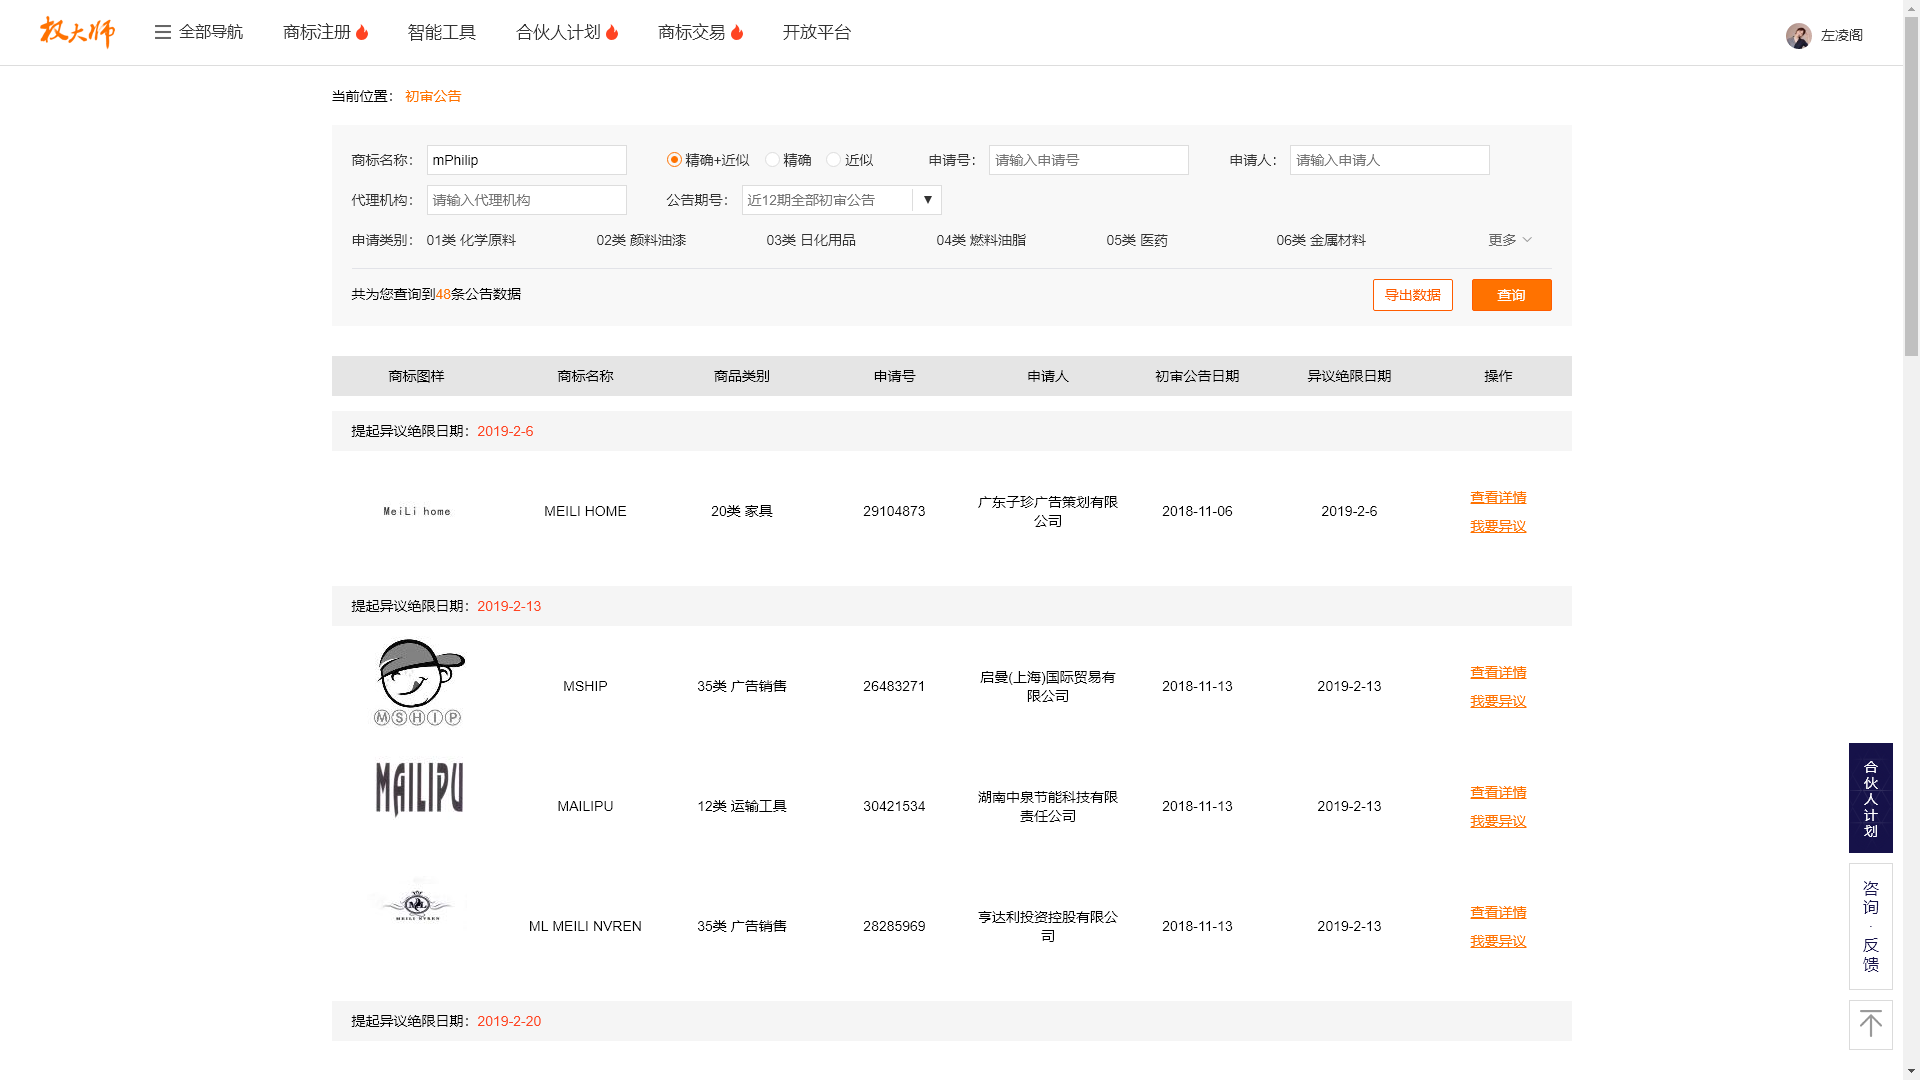 权大师 全部导航 商标注册 智能工具 合伙人计划 商标交易 开放平台 左凌阁
当前位置： 初审公告
商标名称： mPhilip 精确+近似 精确 近似 申请号： 请输入申请号 申请人： 请输入申请人
代理机构： 请输入代理机构 公告期号： 近12期全部初审公告 ▼
申请类别： 01类 化学原料 02类 颜料油漆 03类 日化用品 04类 燃料油脂 05类 医药 06类 金属材料 更多
共为您查询到48条公告数据 导出数据 查询
商标图样 商标名称 商品类别 申请号 申请人 初审公告日期 异议绝限日期 操作
提起异议绝限日期：2019-2-6
MeiLi home MEILI HOME 20类 家具 29104873 广东子珍广告策划有限公司 2018-11-06 2019-2-6 查看详情
我要异议
提起异议绝限日期：2019-2-13
MSHIP MSHIP 35类 广告销售 26483271 启曼(上海)国际贸易有限公司 2018-11-13 2019-2-13 查看详情
我要异议
MAILIPU MAILIPU 12类 运输工具 30421534 湖南中泉节能科技有限责任公司 2018-11-13 2019-2-13 查看详情
我要异议
ML MEILI NVREN ML MEILI NVREN 35类 广告销售 28285969 亨达利投资控股有限公司 2018-11-13 2019-2-13 查看详情
我要异议
提起异议绝限日期：2019-2-20
合伙人计划
咨询·反馈